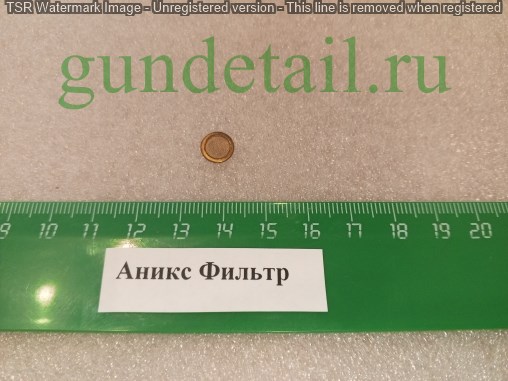 TSR Watermark Image - Unregistered version - This line is removed when registered
gundetail.ru
9 10 11 12 13 14 15 16 17 18 19 20
Аникс Фильтр